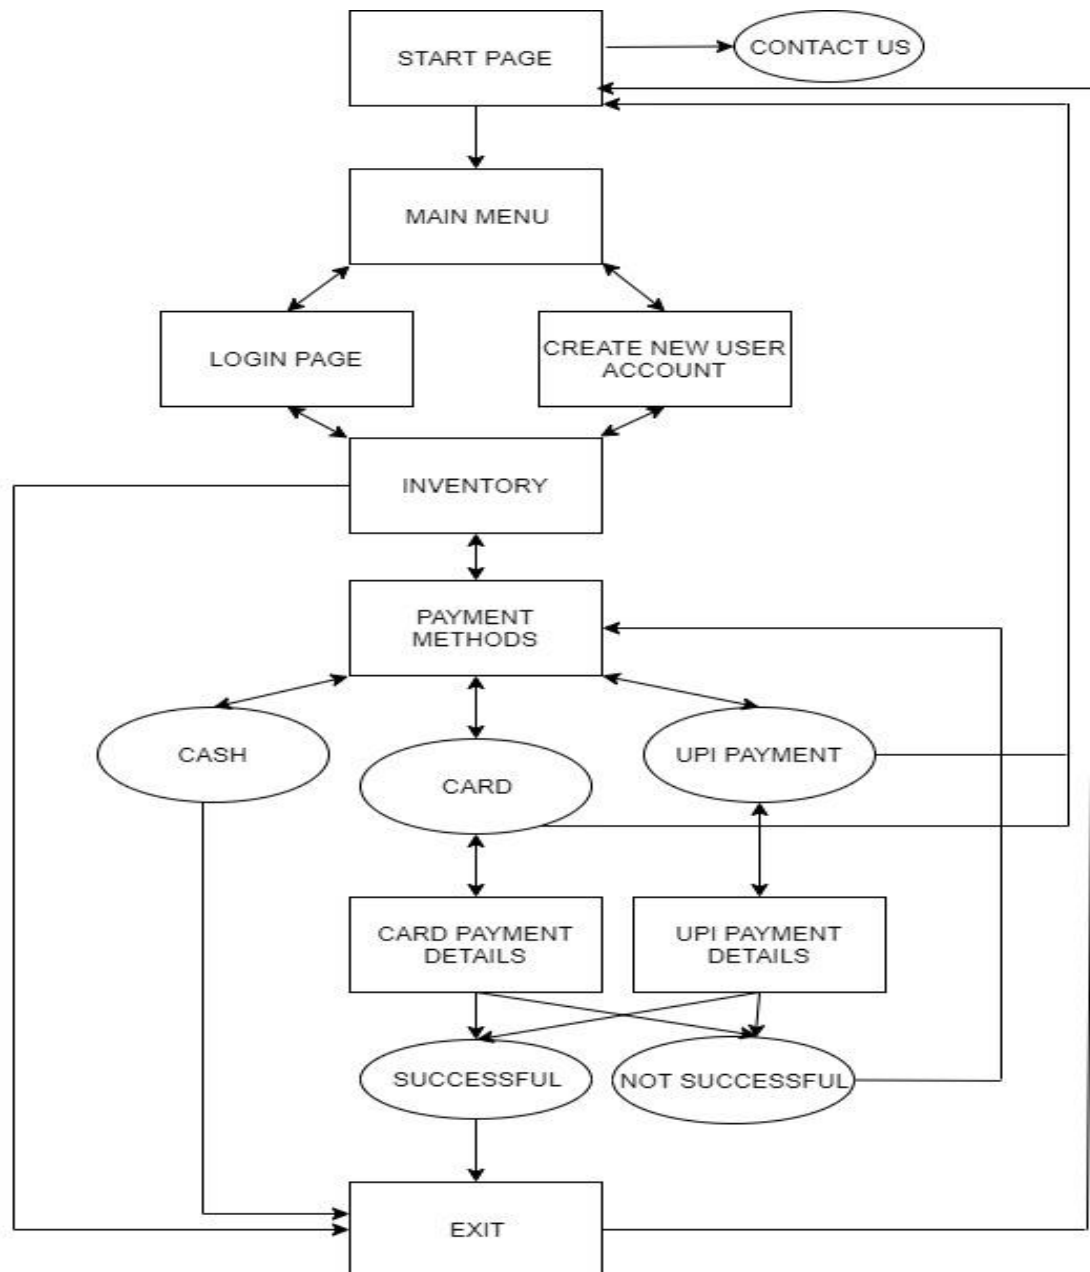 START PAGE
CONTACT US
MAIN MENU
LOGIN PAGE
CREATE NEW USER
ACCOUNT
INVENTORY
PAYMENT
METHODS
CASH
CARD
UPI PAYMENT
CARD PAYMENT
DETAILS
UPI PAYMENT
DETAILS
SUCCESSFUL
NOT SUCCESSFUL
EXIT